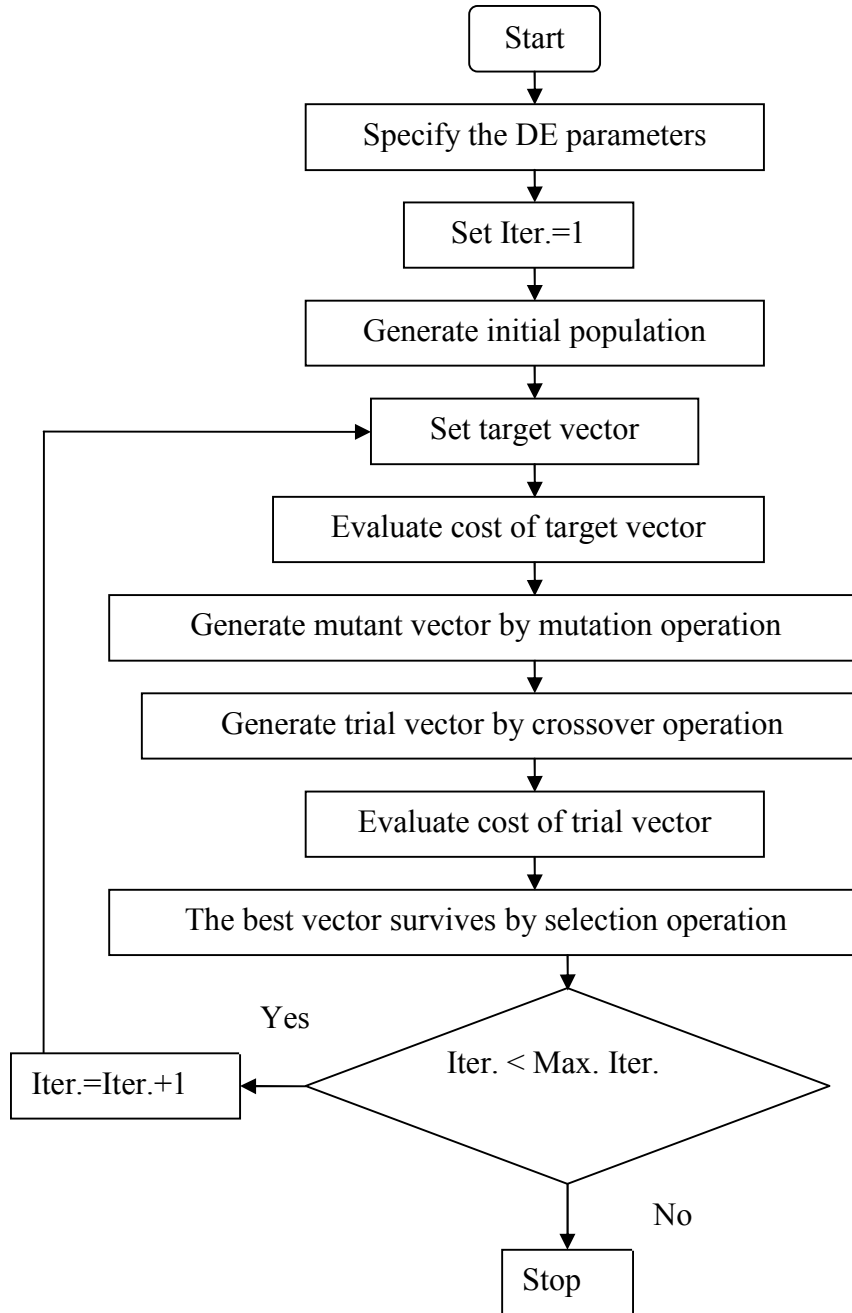 Start
Specify the DE parameters
Set Iter.=1
Generate initial population
Set target vector
Evaluate cost of target vector
Generate mutant vector by mutation operation
Generate trial vector by crossover operation
Evaluate cost of trial vector
The best vector survives by selection operation
Yes
Iter. < Max. Iter.
Iter.=Iter.+1
No
Stop